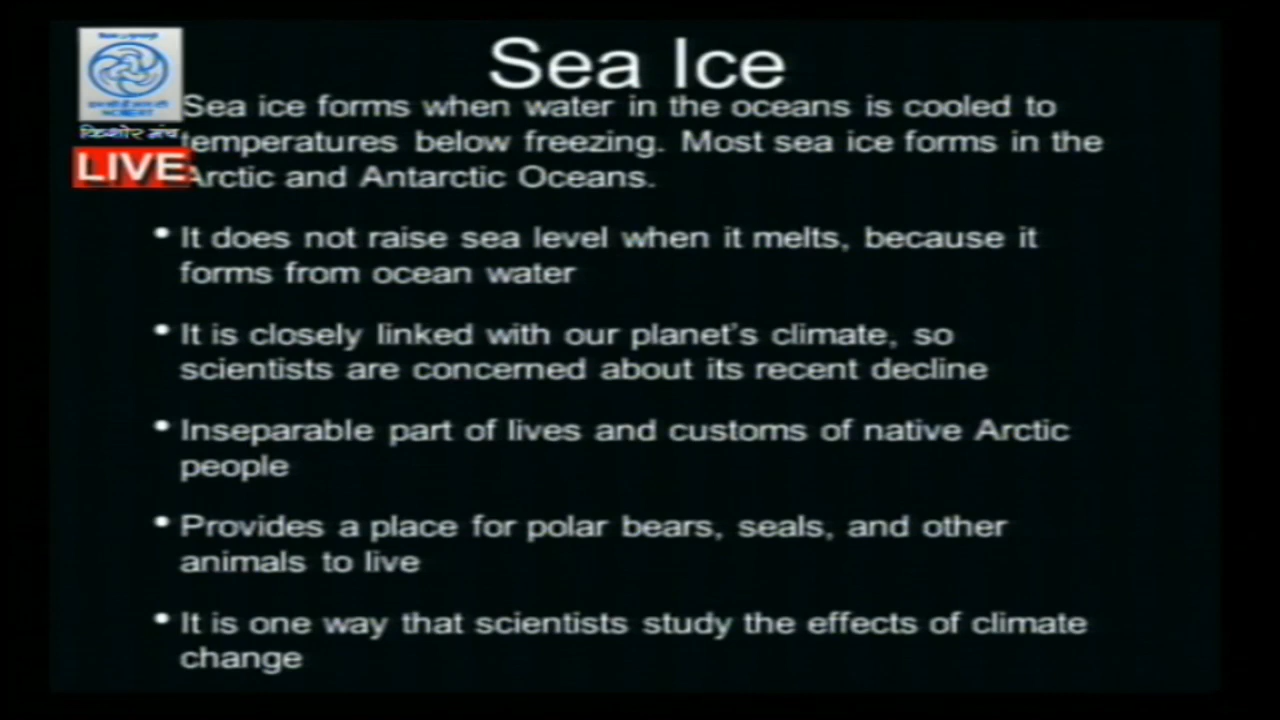 Sea Ice
Sea ice forms when water in the oceans is cooled to
temperatures below freezing. Most sea ice forms in the
Arctic and Antarctic Oceans.
• It does not raise sea level when it melts, because it
forms from ocean water
• It is closely linked with our planet's climate, so
scientists are concerned about its recent decline
• Inseparable part of lives and customs of native Arctic
people
• Provides a place for polar bears, seals, and other
animals to live
• It is one way that scientists study the effects of climate
change
NCERT
किशोर मंच
LIVE